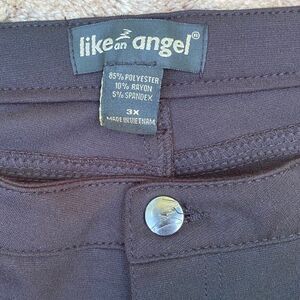 like an angel®
85% POLYESTER
10% RAYON
5% SPANDEX
3X
MADE IN VIETNAM